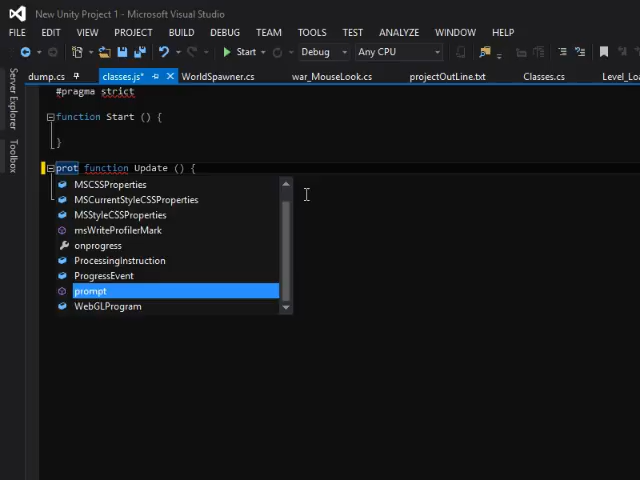 New Unity Project 1 - Microsoft Visual Studio
FILE EDIT VIEW PROJECT BUILD DEBUG TEAM TOOLS TEST ANALYZE WINDOW HELP
Start Debug Any CPU
dump.cs classes.js* WorldSpawner.cs war_MouseLook.cs projectOutLine.txt Classes.cs Level_Loa
Server Explorer
Toolbox
#pragma strict
function Start () {
}
prot function Update () {
MSCSSProperties
MSCurrentStyleCSSProperties
MSStyleCSSProperties
msWriteProfilerMark
onprogress
ProcessingInstruction
ProgressEvent
prompt
WebGLProgram